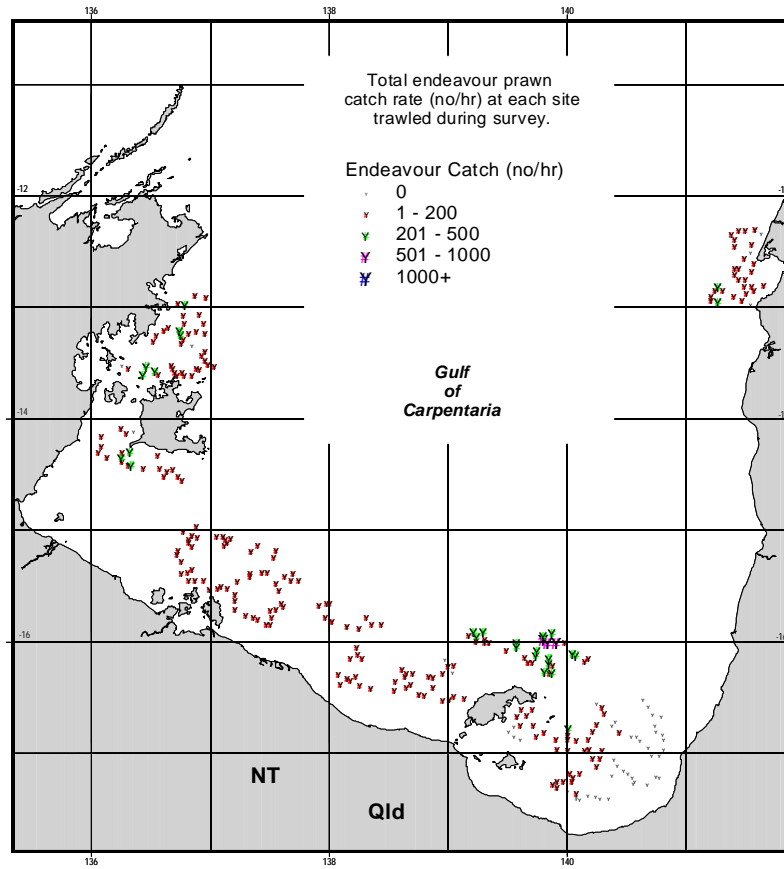 136
138
140
Total endeavour prawn
catch rate (no/hr) at each site
trawled during survey.
Endeavour Catch (no/hr)
0
1 - 200
201 - 500
501 - 1000
1000+
-12
Gulf
of
Carpentaria
-14
-16
NT
Qld
136
138
140